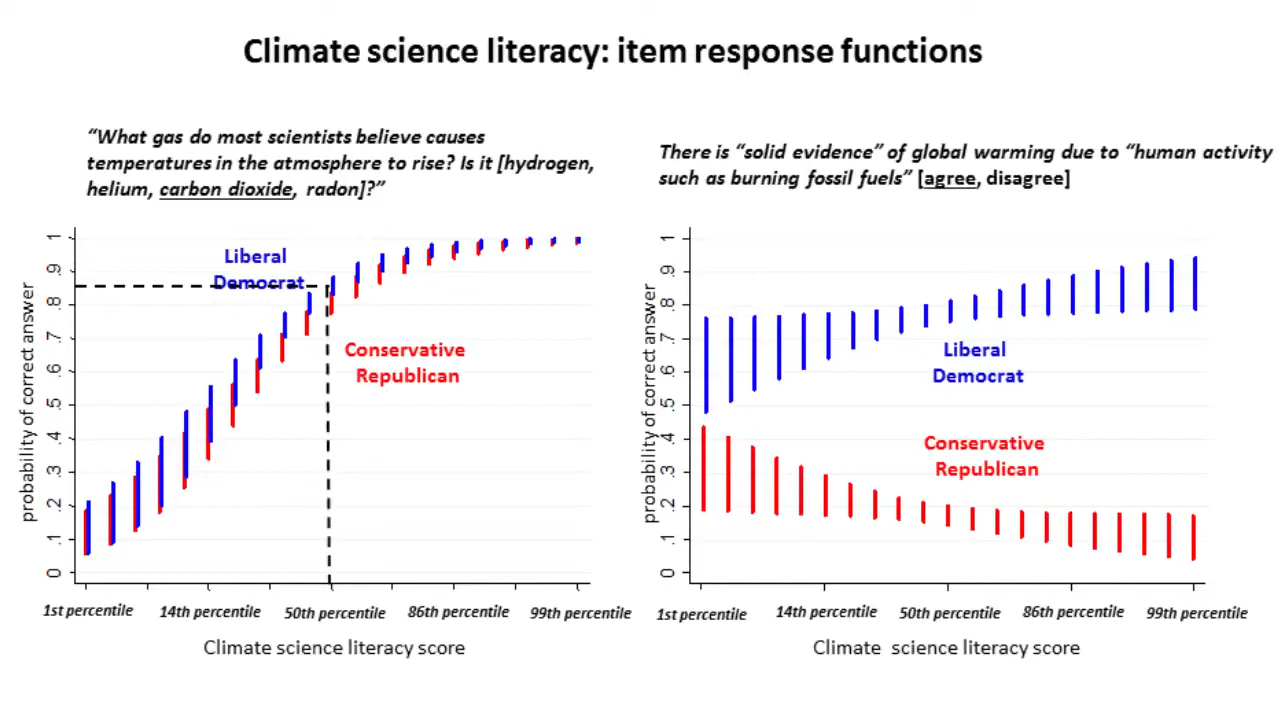 Climate science literacy: item response functions
“What gas do most scientists believe causes
temperatures in the atmosphere to rise? Is it [hydrogen,
helium, carbon dioxide, radon]?”
There is “solid evidence” of global warming due to “human activity
such as burning fossil fuels” [agree, disagree]
probability of correct answer
1
.9
.8
.7
.6
.5
.4
.3
.2
.1
0
Liberal
Democrat
Conservative
Republican
1st percentile
14th percentile
50th percentile
86th percentile
99th percentile
Climate science literacy score
probability of correct answer
1
.9
.8
.7
.6
.5
.4
.3
.2
.1
0
Liberal
Democrat
Conservative
Republican
1st percentile
14th percentile
50th percentile
86th percentile
99th percentile
Climate science literacy score